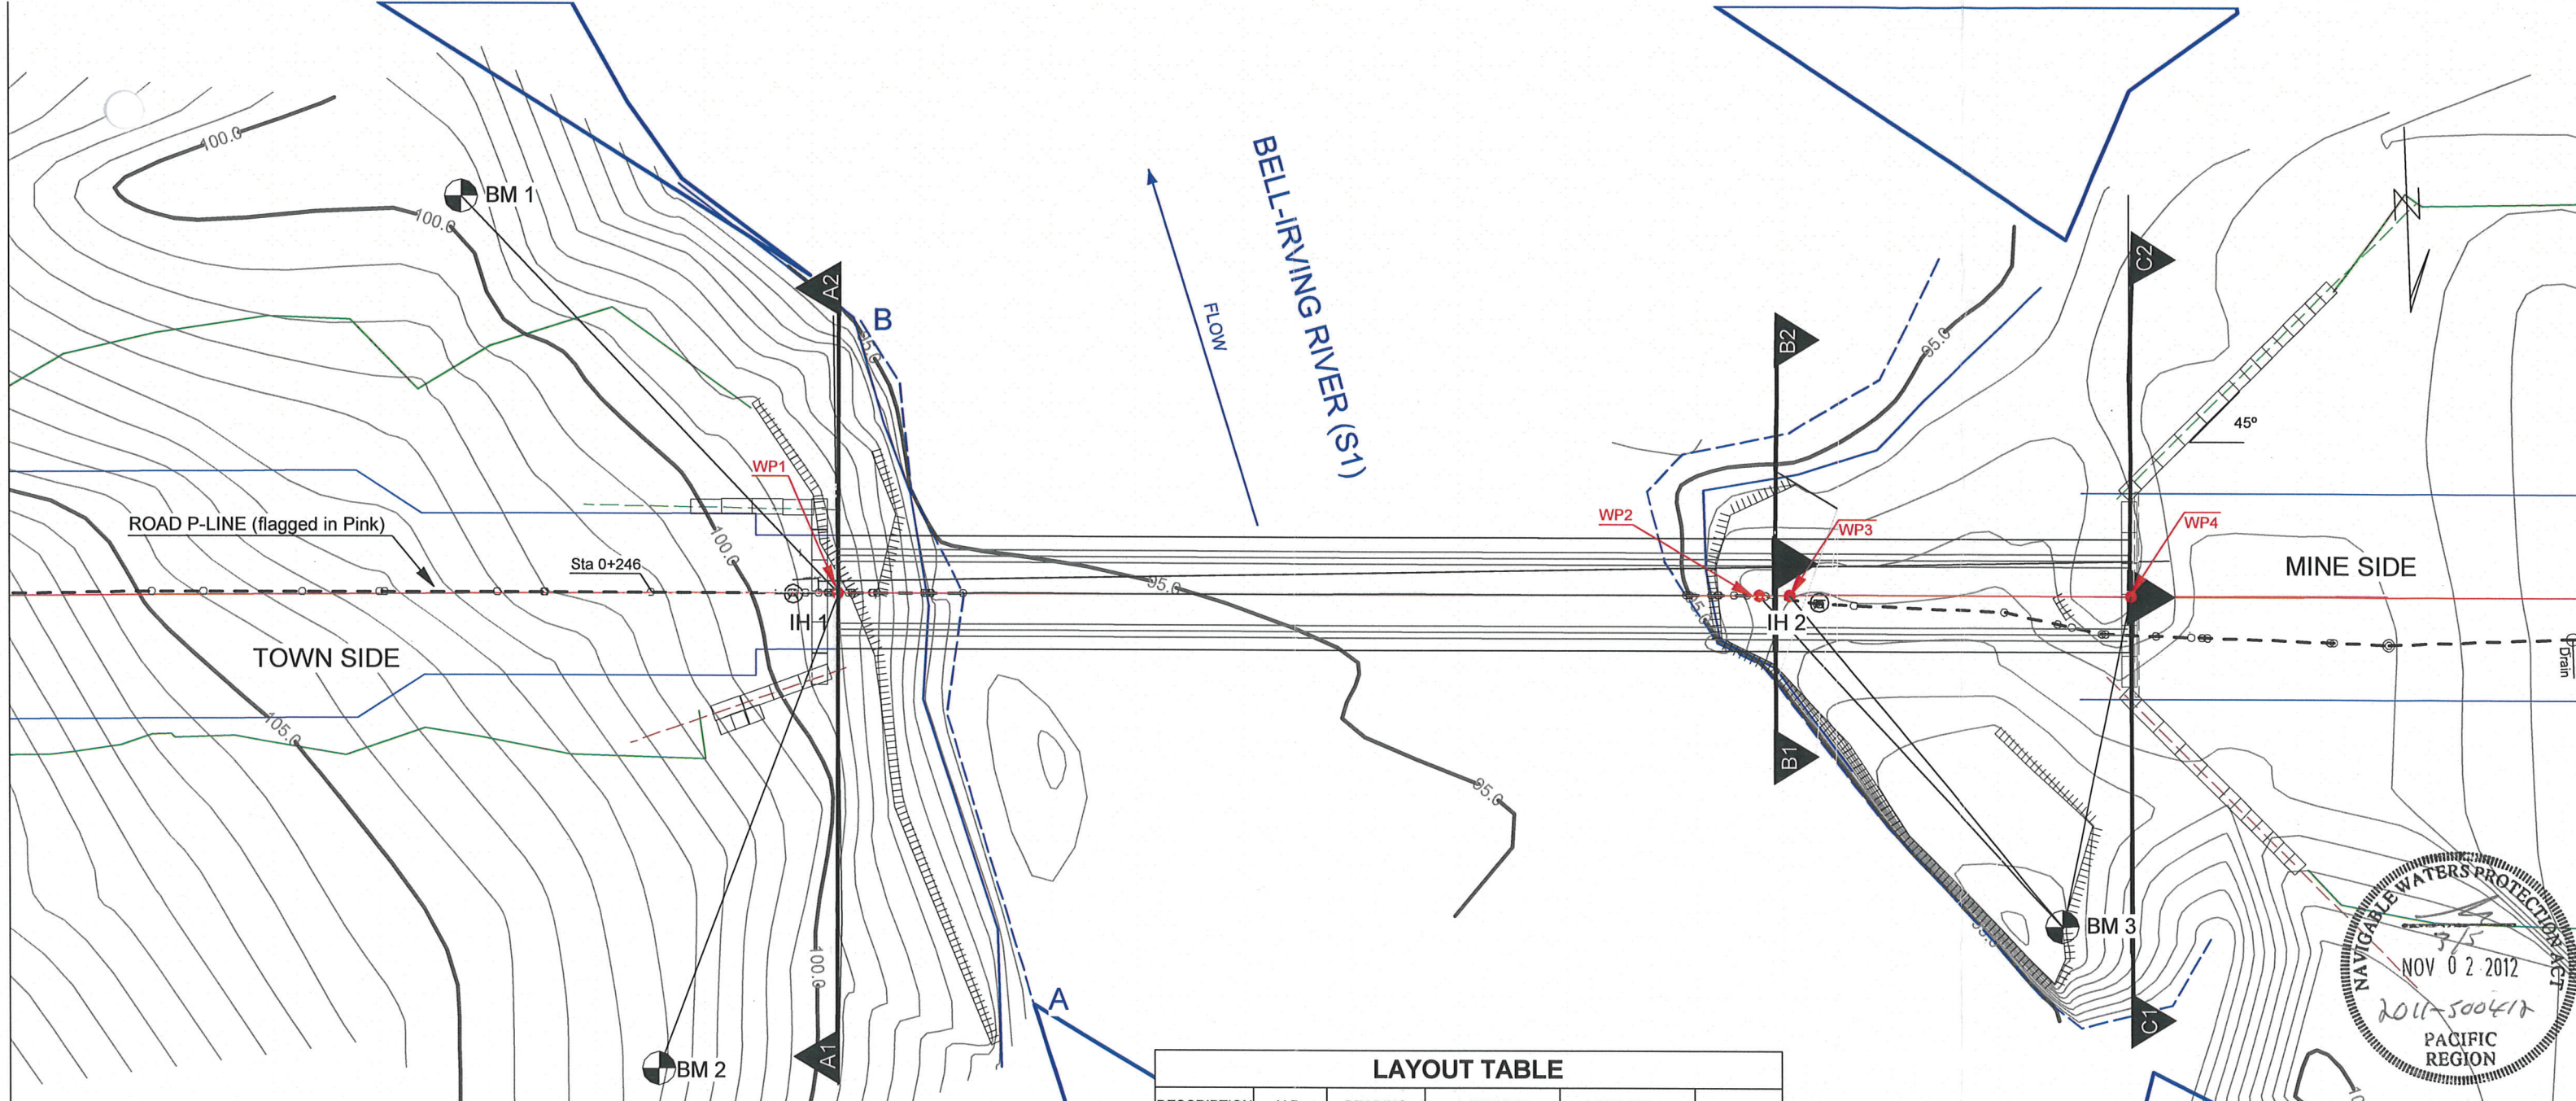 100.0
BM 1
100.0
A2
B
95.0
BELL-IRVING RIVER (S1)
FLOW
B2
95.0
C2
45º
WP1
ROAD P-LINE (flagged in Pink)
100.0
Sta 0+246
WP2
WP3
WP4
MINE SIDE
95.0
IH 1
IH 2
TOWN SIDE
Drain
105.0
95.0
B1
100.0
BM 3
A
A1
BM 2
C1
NAVIGABLE WATERS PROTECTION ACT
NOV 02 2012
2011-500412
PACIFIC
REGION
LAYOUT TABLE